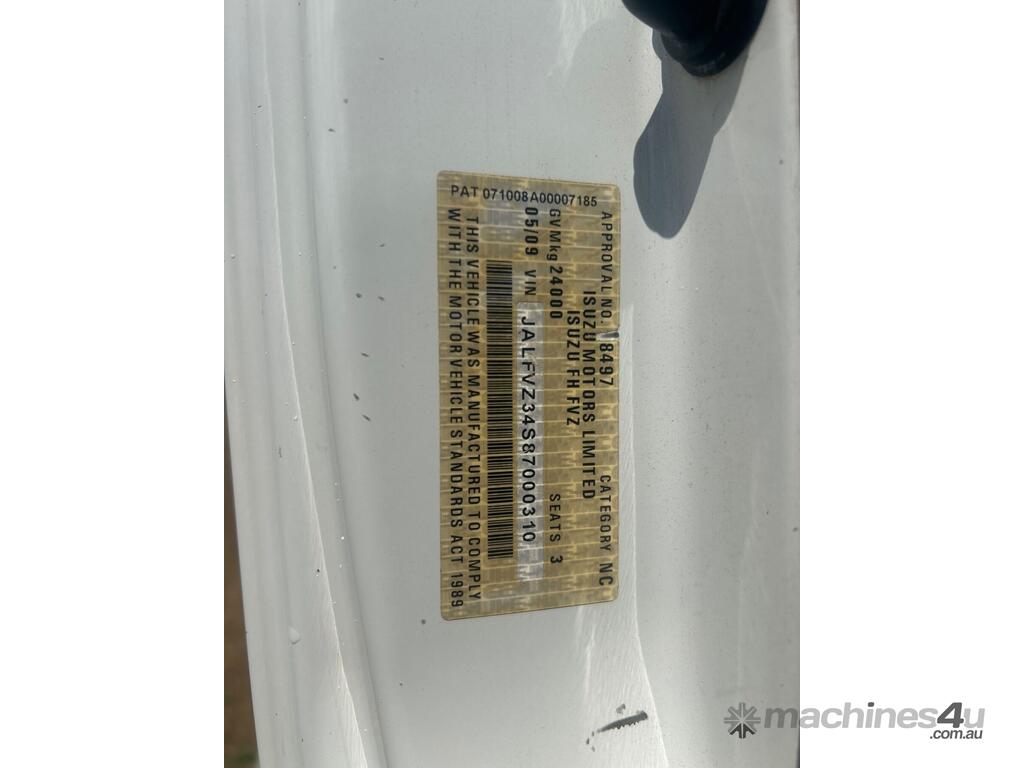 PAT 071008A00007185
APPROVAL NO. 18497 CATEGORY NC
ISUZU MOTORS LIMITED
ISUZU FH FVZ
GVMkg 24000 SEATS 3
05/09 VIN JALFVZ34S87000310
THIS VEHICLE WAS MANUFACTURED TO COMPLY
WITH THE MOTOR VEHICLE STANDARDS ACT 1989
machines4u
.com.au